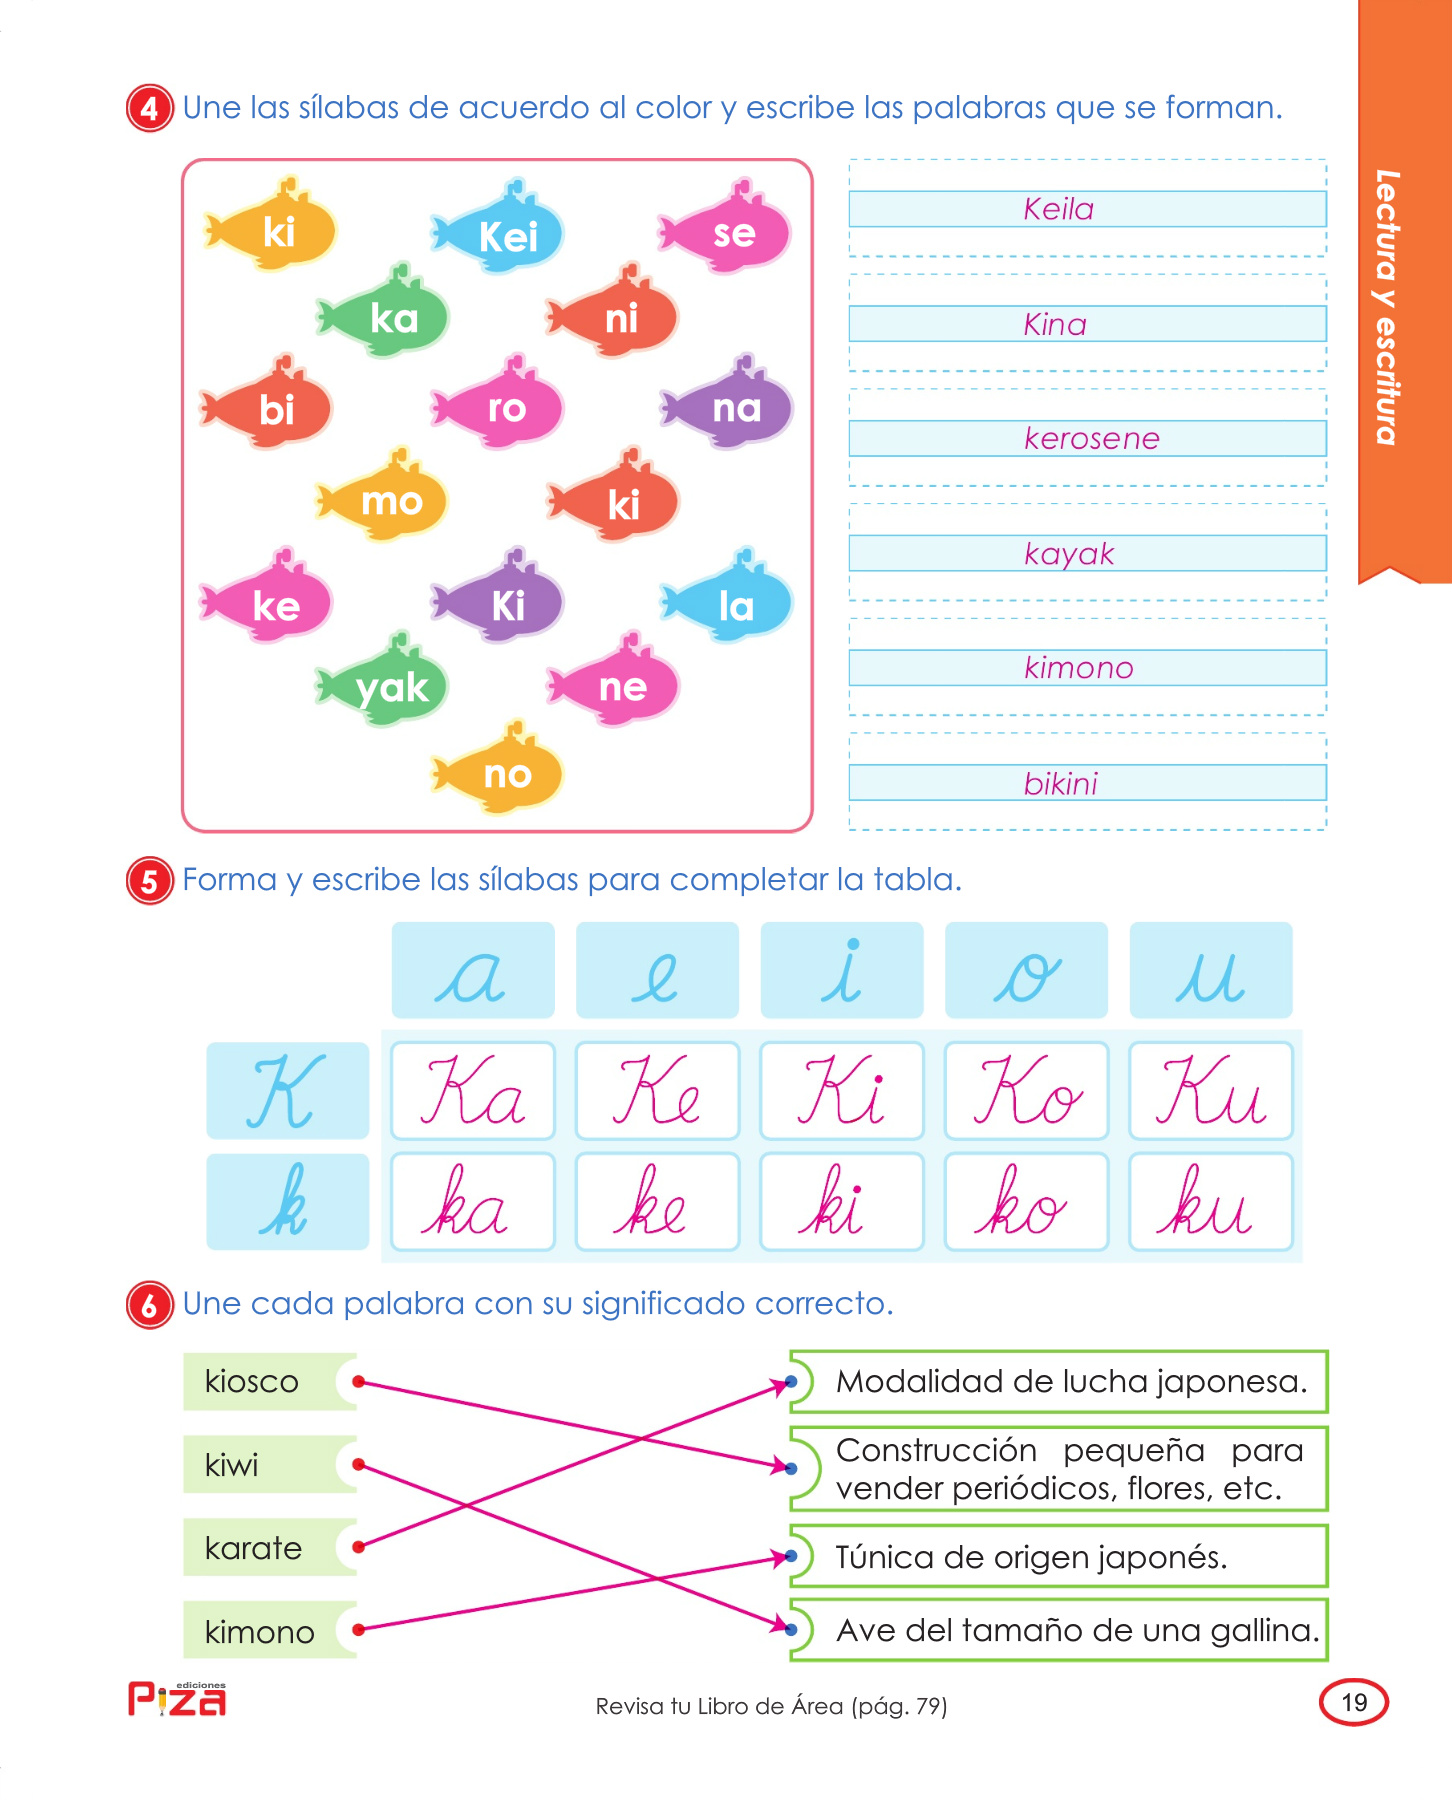 4 Une las sílabas de acuerdo al color y escribe las palabras que se forman.
ki Kei se
ka ni
bi ro na
mo ki
ke Ki la
yak ne
no
Keila
Kina
kerosene
kayak
kimono
bikini
Lectura y escritura
5 Forma y escribe las sílabas para completar la tabla.
a e i o u
K Ka Ke Ki Ko Ku
k ka ke ki ko ku
6 Une cada palabra con su significado correcto.
kiosco
kiwi
karate
kimono
Modalidad de lucha japonesa.
Construcción pequeña para
vender periódicos, flores, etc.
Túnica de origen japonés.
Ave del tamaño de una gallina.
ediciones
Piza
Revisa tu Libro de Área (pág. 79)
19